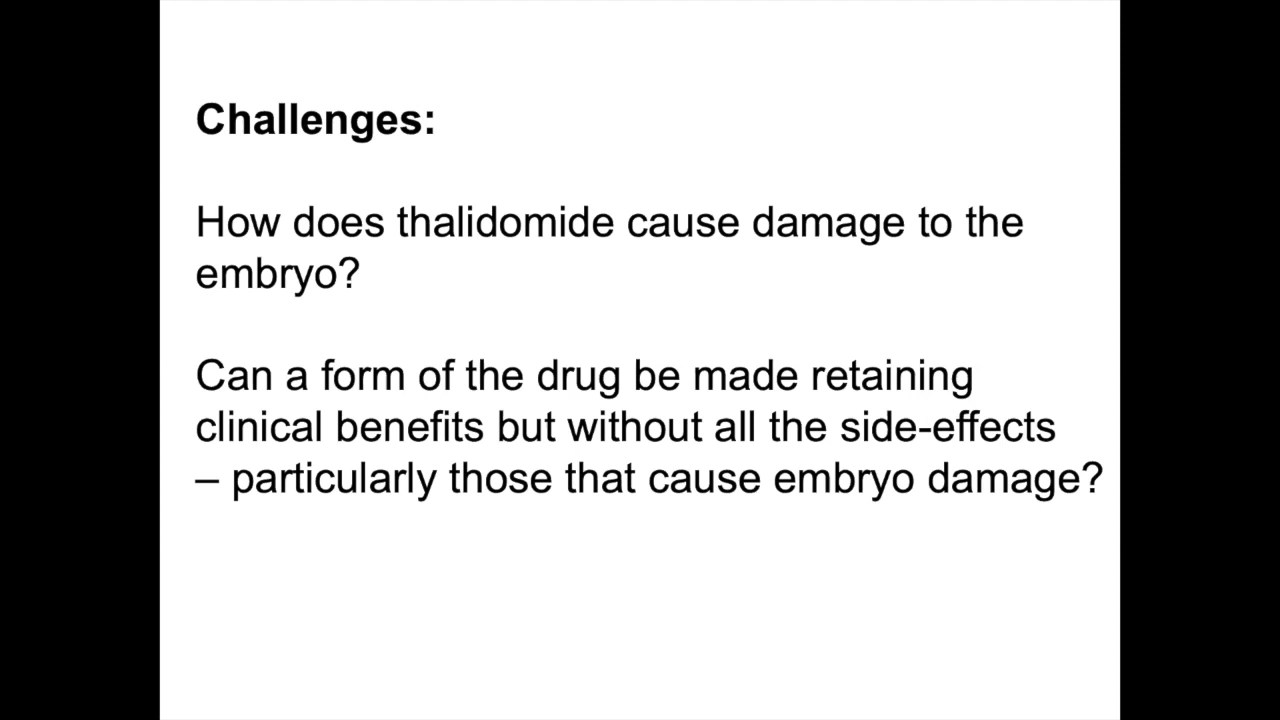 Challenges:
How does thalidomide cause damage to the
embryo?
Can a form of the drug be made retaining
clinical benefits but without all the side-effects
– particularly those that cause embryo damage?